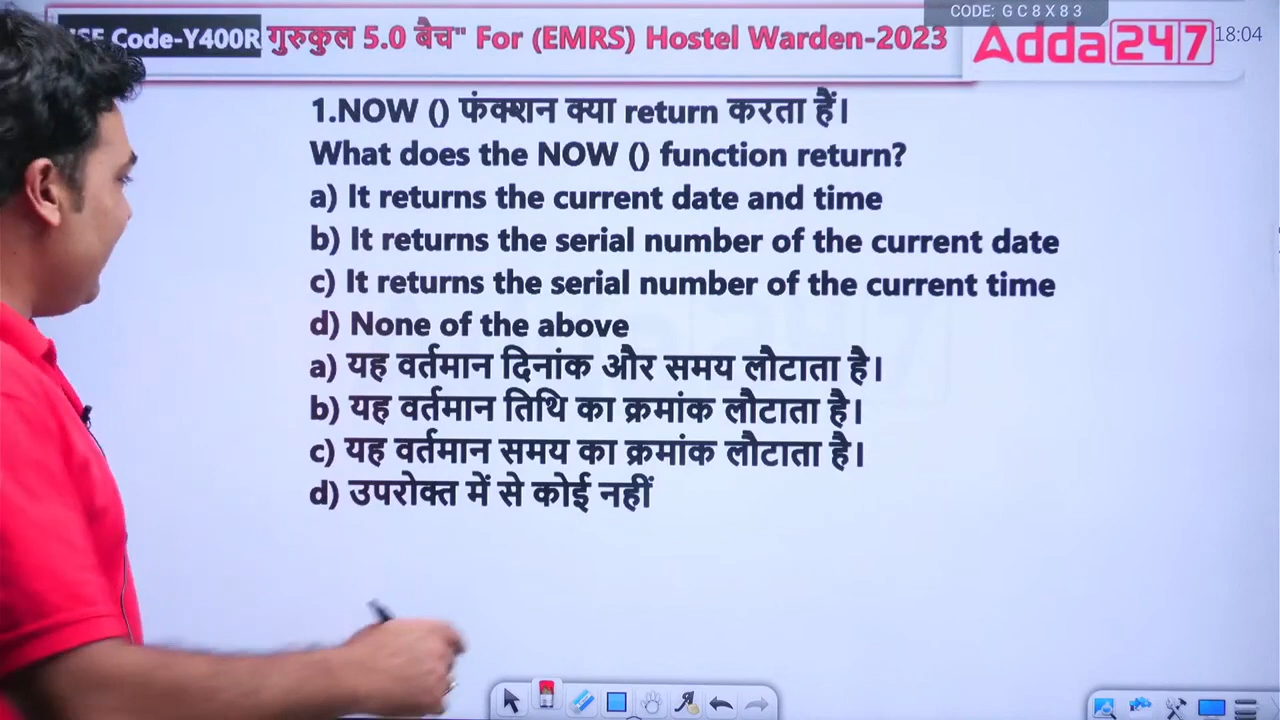 CODE: G C 8 X 8 3
Code-Y400R गुरुकुल 5.0 बैच" For (EMRS) Hostel Warden-2023
Adda247
18:04
1.NOW () फंक्शन क्या return करता हैं।
What does the NOW () function return?
a) It returns the current date and time
b) It returns the serial number of the current date
c) It returns the serial number of the current time
d) None of the above
a) यह वर्तमान दिनांक और समय लौटाता है।
b) यह वर्तमान तिथि का क्रमांक लौटाता है।
c) यह वर्तमान समय का क्रमांक लौटाता है।
d) उपरोक्त में से कोई नहीं